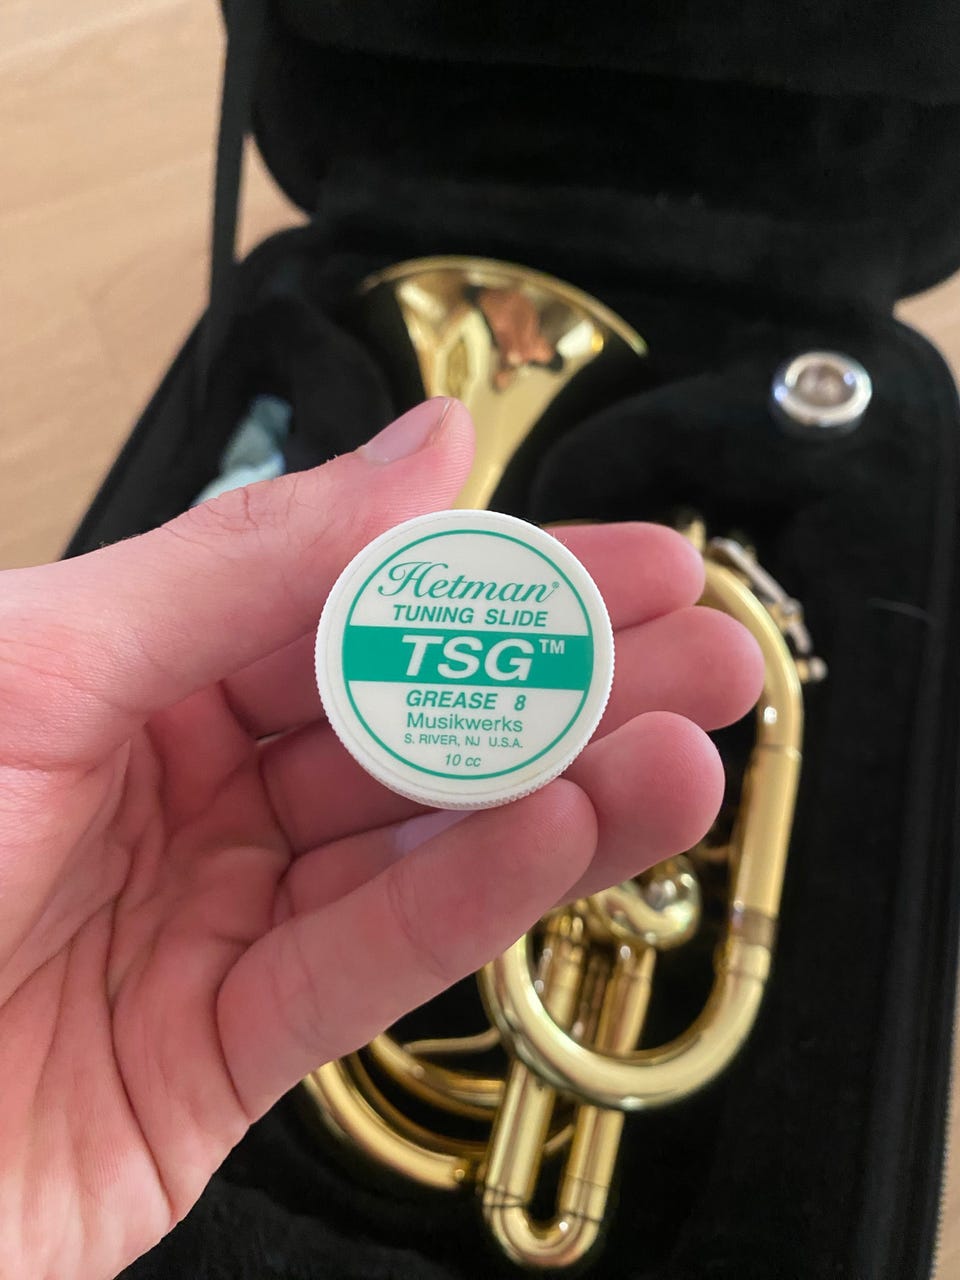 Hetman®
TUNING SLIDE
TSG™
GREASE 8
Musikwerks
S. RIVER, NJ U.S.A.
10 cc